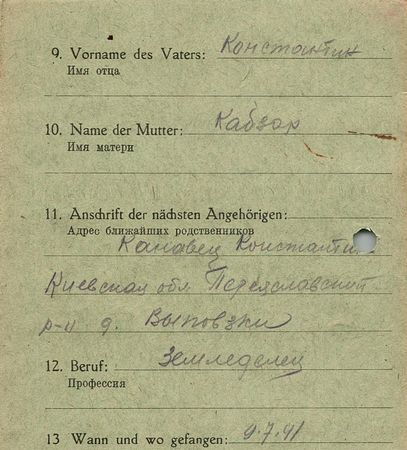 9. Vorname des Vaters: Константин
Имя отца
10. Name der Mutter: Кабзар
Имя матери
11. Anschrift der nächsten Angehörigen:
Адрес ближайших родственников
Канавец Константин
Киевская обл Переяславский
р-н д. Выповзки
12. Beruf: Земледелец
Профессия
13 Wann und wo gefangen: 9.7.41